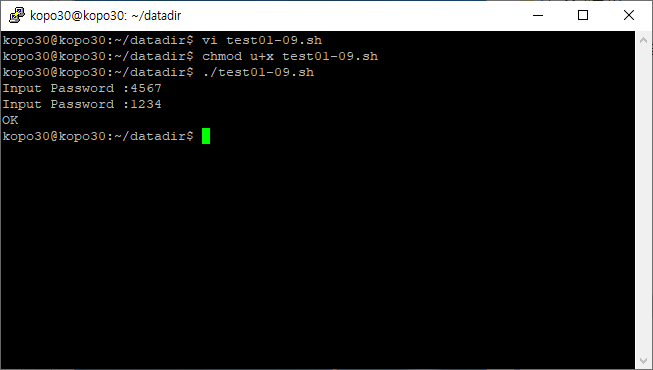 kopo30@kopo30: ~/datadir
kopo30@kopo30:~/datadir$ vi test01-09.sh
kopo30@kopo30:~/datadir$ chmod u+x test01-09.sh
kopo30@kopo30:~/datadir$ ./test01-09.sh
Input Password :4567
Input Password :1234
OK
kopo30@kopo30:~/datadir$